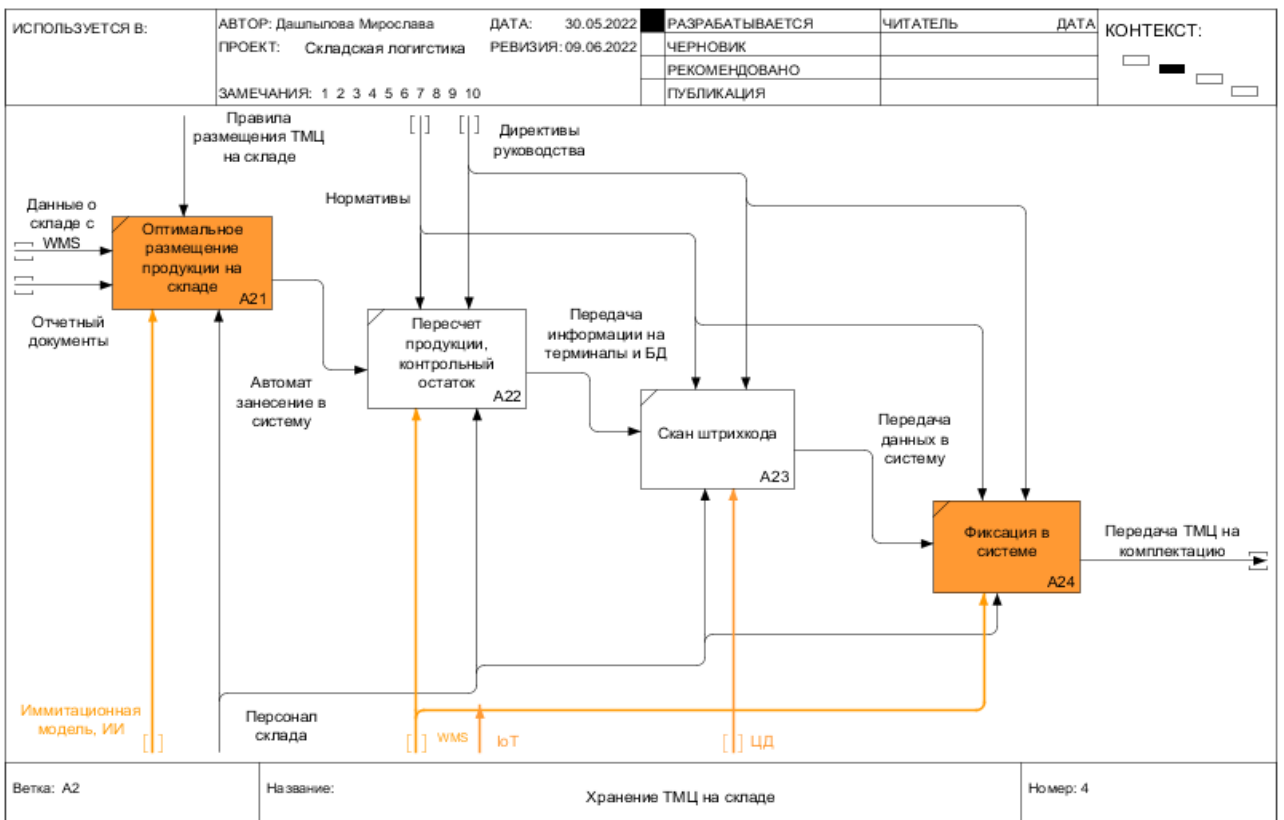 ИСПОЛЬЗУЕТСЯ В:
АВТОР: Дашпылова Мирослава
ДАТА: 30.05.2022
ПРОЕКТ: Складская логигстика
РЕВИЗИЯ: 09.06.2022
ЗАМЕЧАНИЯ: 1 2 3 4 5 6 7 8 9 10
РАЗРАБАТЫВАЕТСЯ
ЧЕРНОВИК
РЕКОМЕНДОВАНО
ПУБЛИКАЦИЯ
ЧИТАТЕЛЬ
ДАТА
КОНТЕКСТ:
Правила
размещения ТМЦ
на складе
Директивы
руководства
Нормативы
Данные о
складе с
WMS
Отчетный
документы
Оптимальное
размещение
продукции на
складе
A21
Автомат
занесение в
систему
Пересчет
продукции,
контрольный
остаток
A22
Передача
информации на
терминалы и БД
Скан штрихкода
A23
Передача
данных в
систему
Фиксация в
системе
A24
Передача ТМЦ на
комплектацию
Иммитационная
модель, ИИ
Персонал
склада
WMS
IoT
ЦД
Ветка: A2
Название:
Хранение ТМЦ на складе
Номер: 4